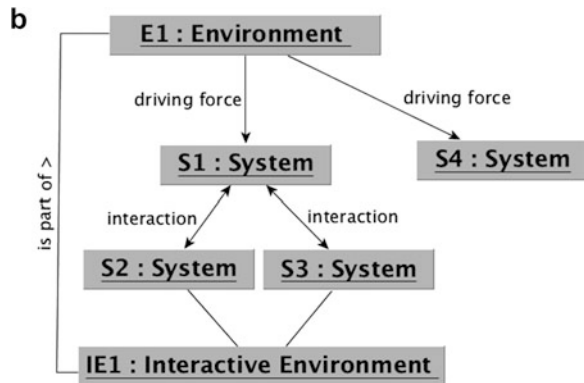 b
E1 : Environment
driving force
driving force
S1 : System
S4 : System
is part of >
interaction
interaction
S2 : System
S3 : System
IE1 : Interactive Environment